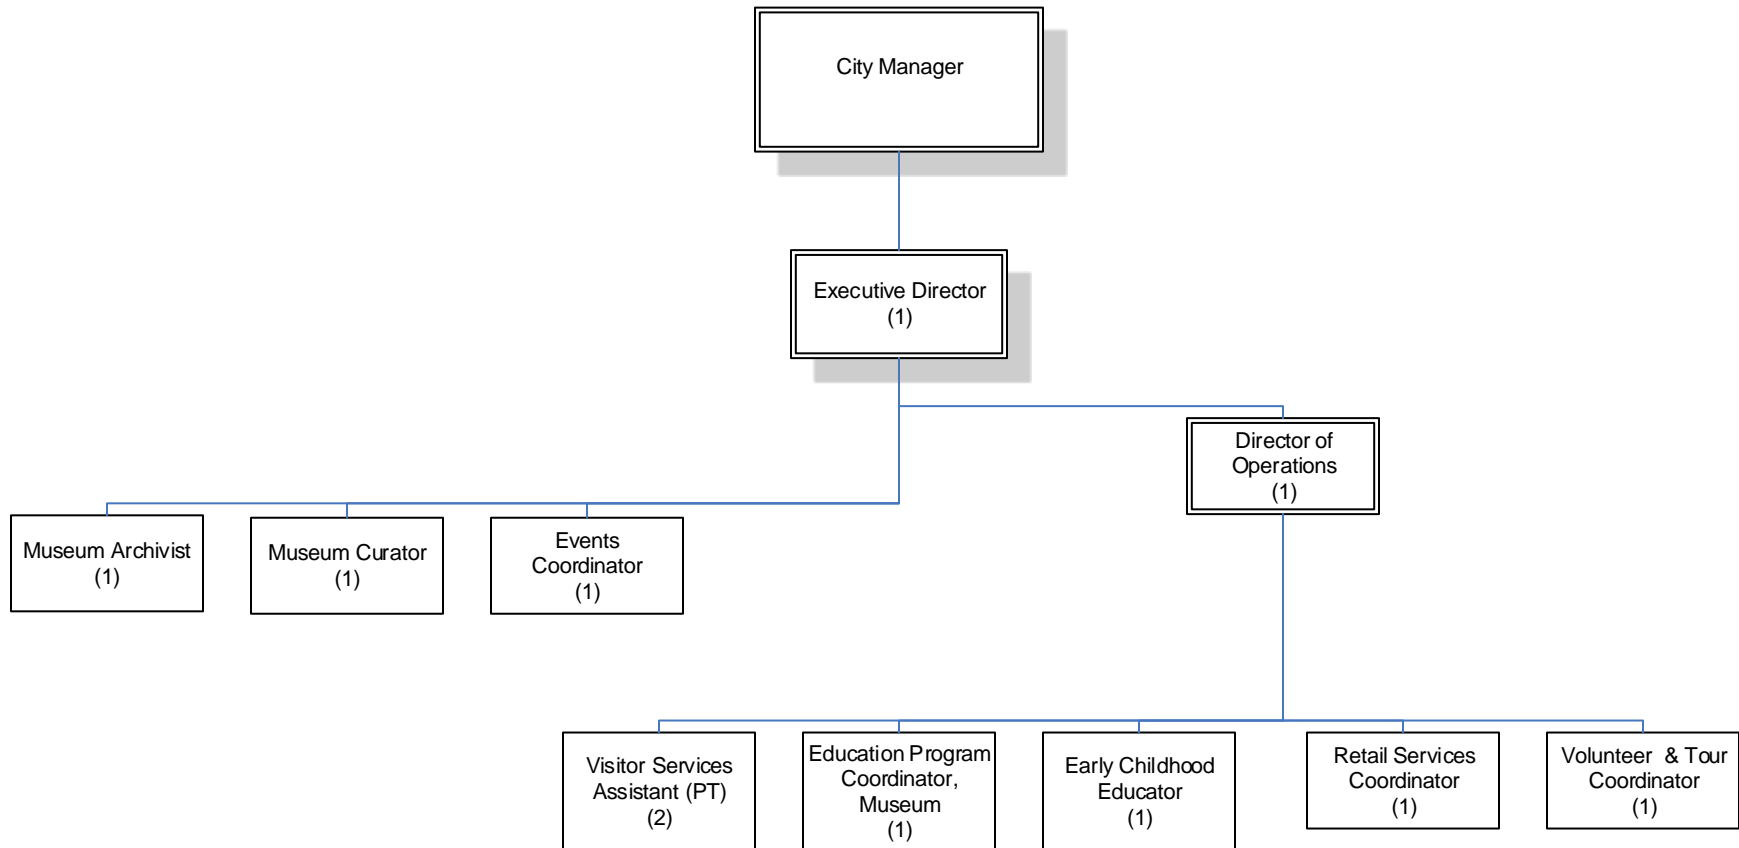 City Manager
Executive Director
(1)
Director of
Operations
(1)
Museum Archivist
(1)
Museum Curator
(1)
Events
Coordinator
(1)
Visitor Services
Assistant (PT)
(2)
Education Program
Coordinator,
Museum
(1)
Early Childhood
Educator
(1)
Retail Services
Coordinator
(1)
Volunteer & Tour
Coordinator
(1)